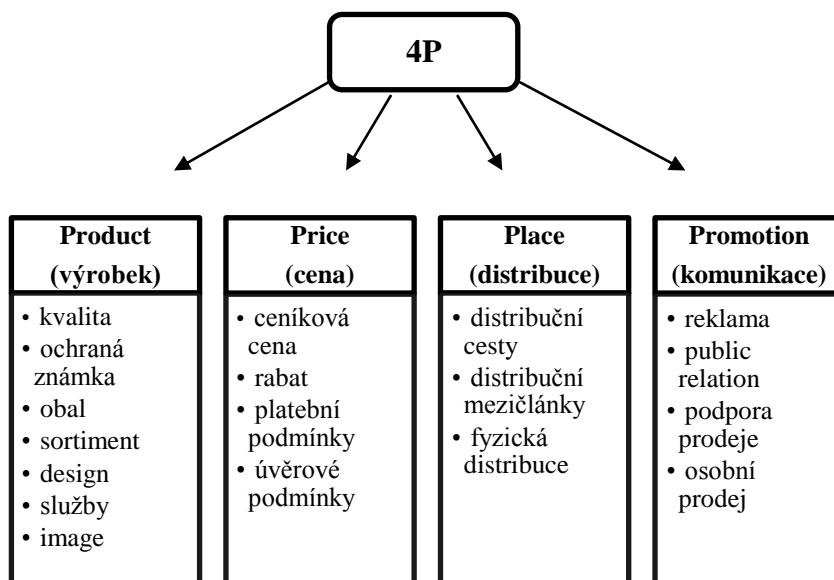 4P
Product
(výrobek)
• kvalita
• ochraná
známka
• obal
• sortiment
• design
• služby
• image
Price
(cena)
• ceníková
cena
• rabat
• platební
podmínky
• úvěrové
podmínky
Place
(distribuce)
• distribuční
cesty
• distribuční
mezičlánky
• fyzická
distribuce
Promotion
(komunikace)
• reklama
• public
relation
• podpora
prodeje
• osobní
prodej